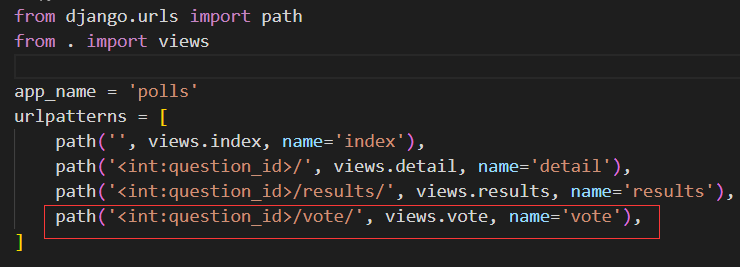 from django.urls import path
from . import views
app_name = 'polls'
urlpatterns = [
path('', views.index, name='index'),
path('<int:question_id>/', views.detail, name='detail'),
path('<int:question_id>/results/', views.results, name='results'),
path('<int:question_id>/vote/', views.vote, name='vote'),
]